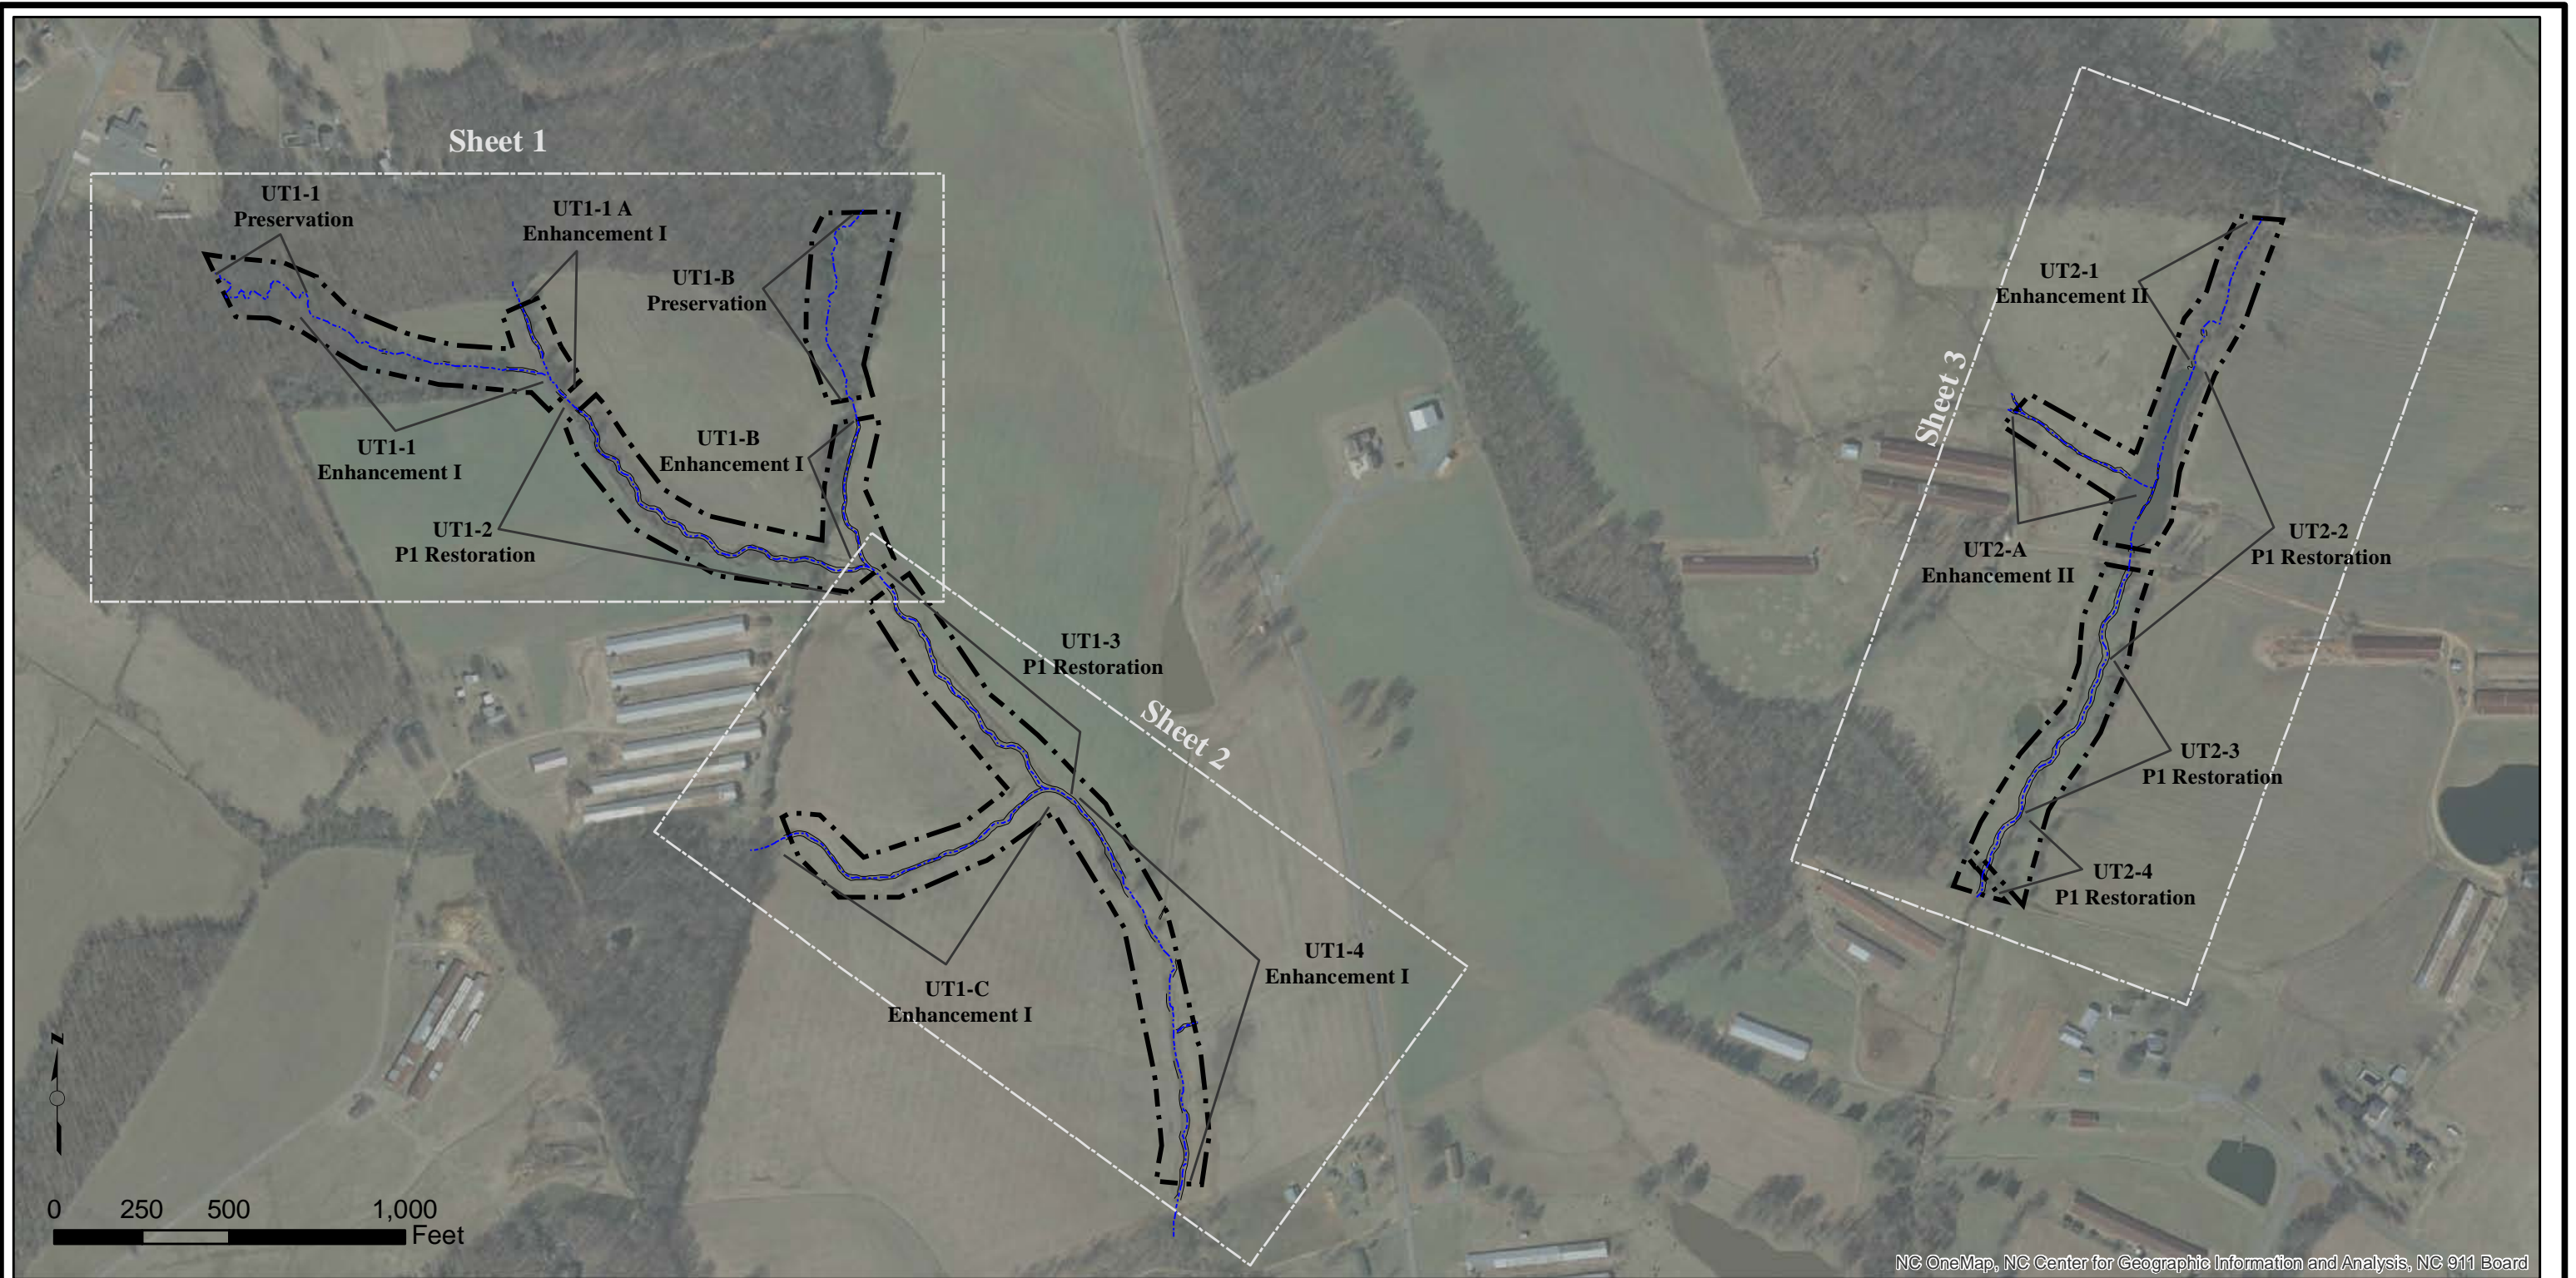 Sheet 1
UT1-1
Preservation
UT1-1 A
Enhancement I
UT1-B
Preservation
UT1-1
Enhancement I
UT1-B
Enhancement I
UT1-2
P1 Restoration
UT1-3
P1 Restoration
Sheet 2
UT1-C
Enhancement I
UT1-4
Enhancement I
Sheet 3
UT2-1
Enhancement II
UT2-A
Enhancement II
UT2-2
P1 Restoration
UT2-3
P1 Restoration
UT2-4
P1 Restoration
N
0 250 500 1,000
Feet
NC OneMap, NC Center for Geographic Information and Analysis, NC 911 Board